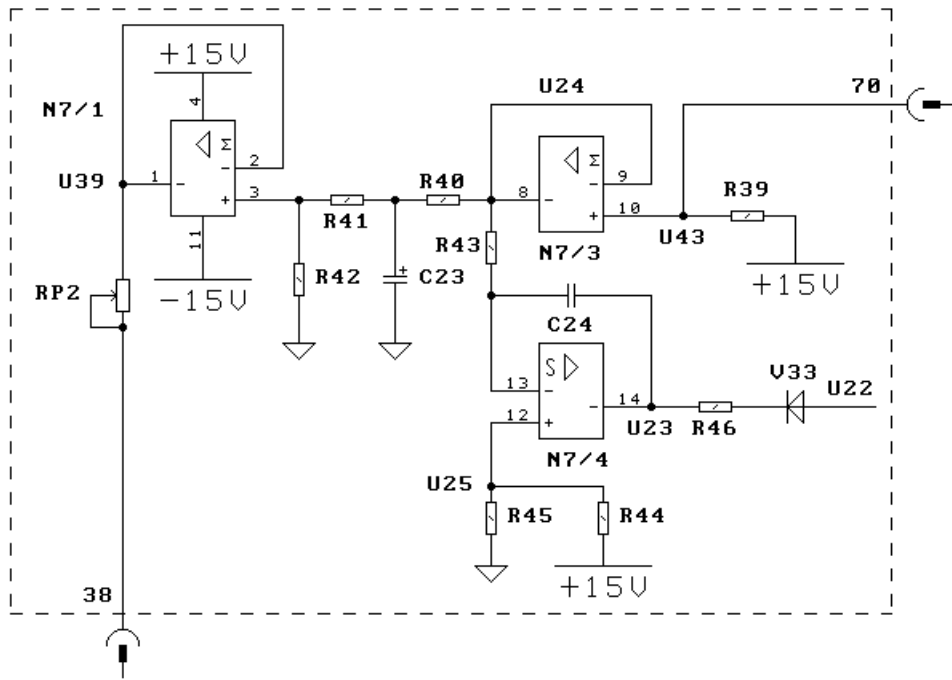 +15V
4
N7/1
Σ
2
1
U39
+
3
11
-15V
RP2
R41
R42
C23
+
R40
U24
70
Σ
9
8
+
10
N7/3
U43
R39
+15V
R43
C24
S
13
12
+
14
N7/4
U23
R46
V33
U22
U25
R45
R44
+15V
38